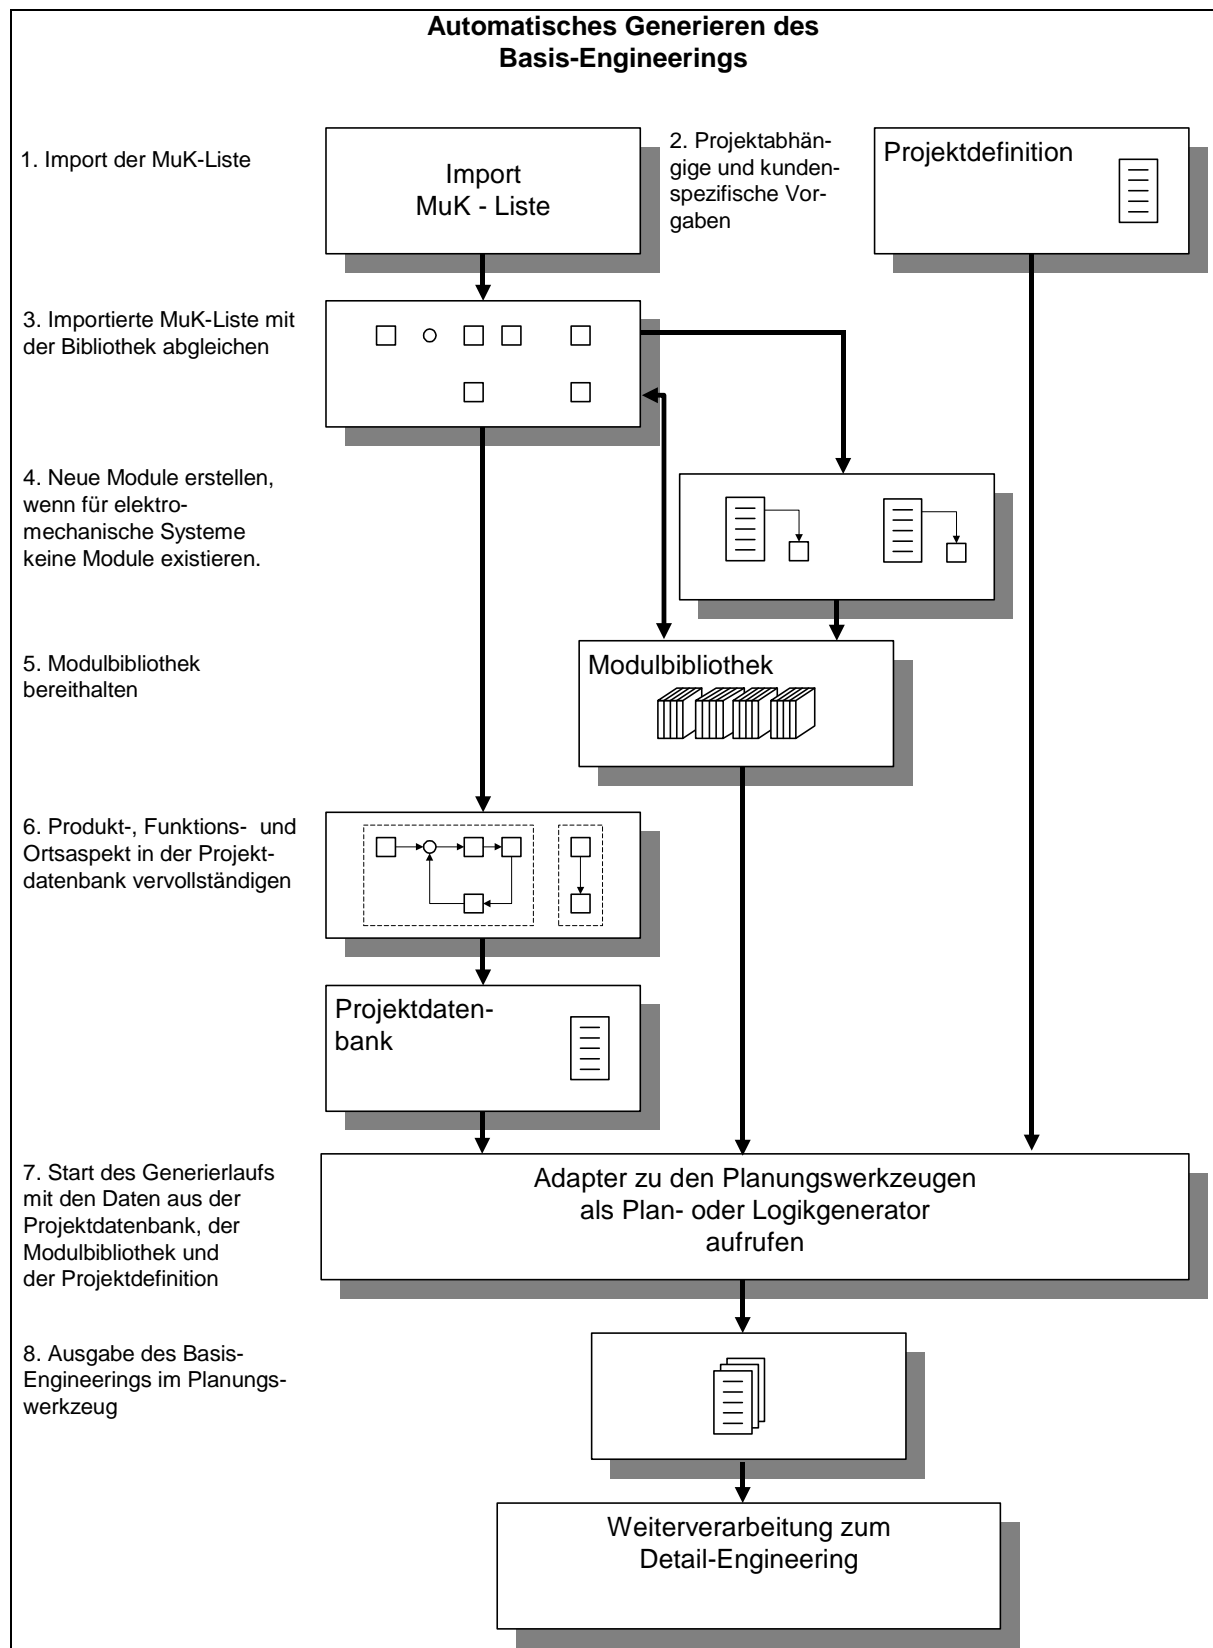 Automatisches Generieren des
Basis-Engineerings
1. Import der MuK-Liste
Import
MuK - Liste
2. Projektabhän-
gige und kunden-
spezifische Vor-
gaben
Projektdefinition
3. Importierte MuK-Liste mit
der Bibliothek abgleichen
4. Neue Module erstellen,
wenn für elektro-
mechanische Systeme
keine Module existieren.
5. Modulbibliothek
bereithalten
Modulbibliothek
6. Produkt-, Funktions- und
Ortsaspekt in der Projekt-
datenbank vervollständigen
Projektdaten-
bank
7. Start des Generierlaufs
mit den Daten aus der
Projektdatenbank, der
Modulbibliothek und
der Projektdefinition
Adapter zu den Planungswerkzeugen
als Plan- oder Logikgenerator
aufrufen
8. Ausgabe des Basis-
Engineerings im Planungs-
werkzeug
Weiterverarbeitung zum
Detail-Engineering